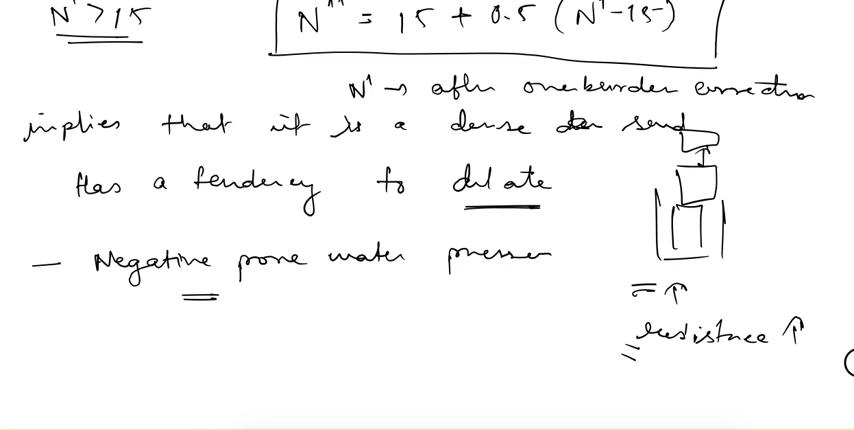 N' > 15
N'' = 15 + 0.5 (N' - 15)
N' → after overburden correction
implies that it is a dense sand
Has a tendency to dilate
— Negative pore water pressure
= ↑
resistance ↑